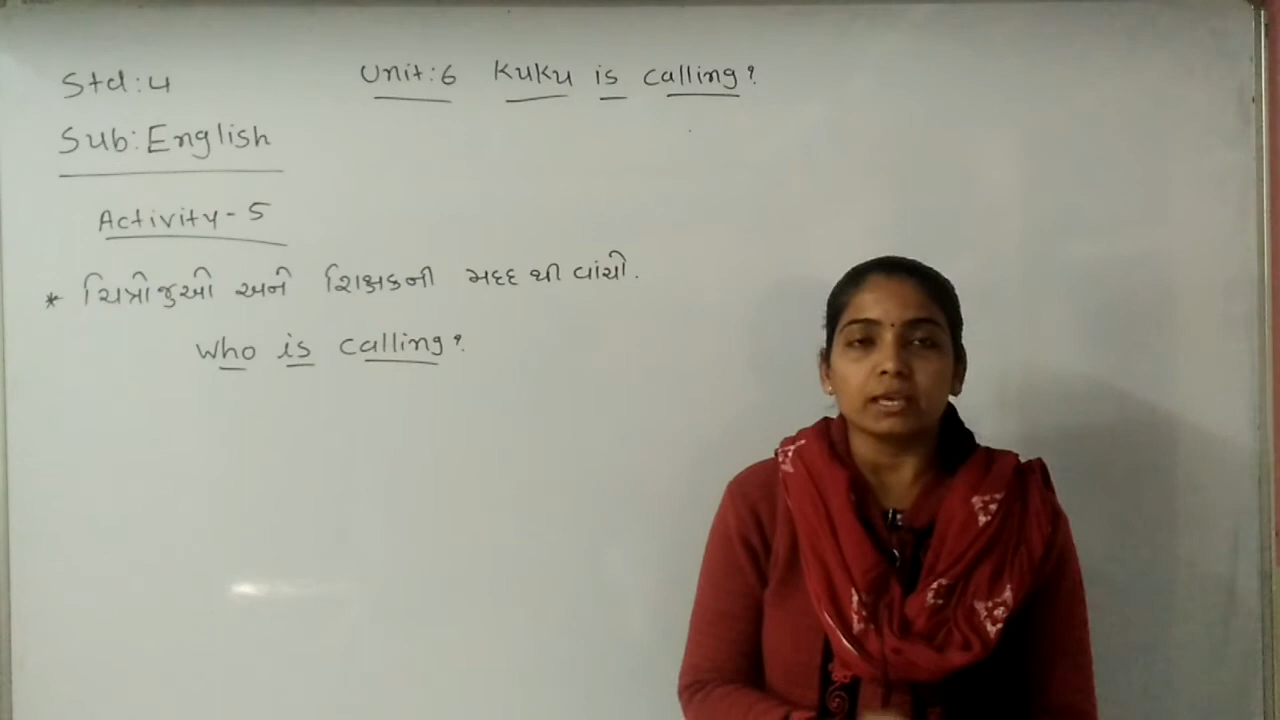 Std:4
Unit:6 Kuku is calling?
Sub:English
Activity-5
* ચિત્રો જુઓ અને શિક્ષકની મદદ થી વાંચો.
Who is calling?